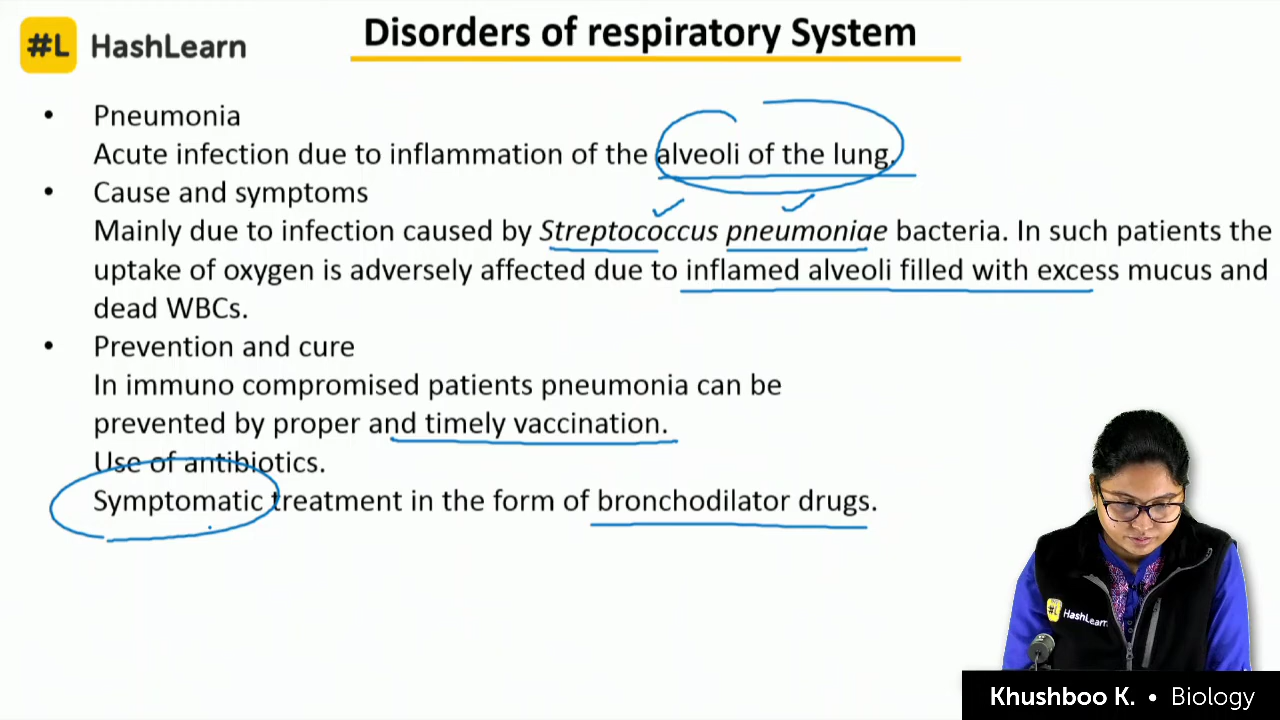 #L HashLearn
Disorders of respiratory System
• Pneumonia
Acute infection due to inflammation of the alveoli of the lung.
• Cause and symptoms
Mainly due to infection caused by Streptococcus pneumoniae bacteria. In such patients the
uptake of oxygen is adversely affected due to inflamed alveoli filled with excess mucus and
dead WBCs.
• Prevention and cure
In immuno compromised patients pneumonia can be
prevented by proper and timely vaccination.
Use of antibiotics.
Symptomatic treatment in the form of bronchodilator drugs.
#L HashLearn
Khushboo K. • Biology